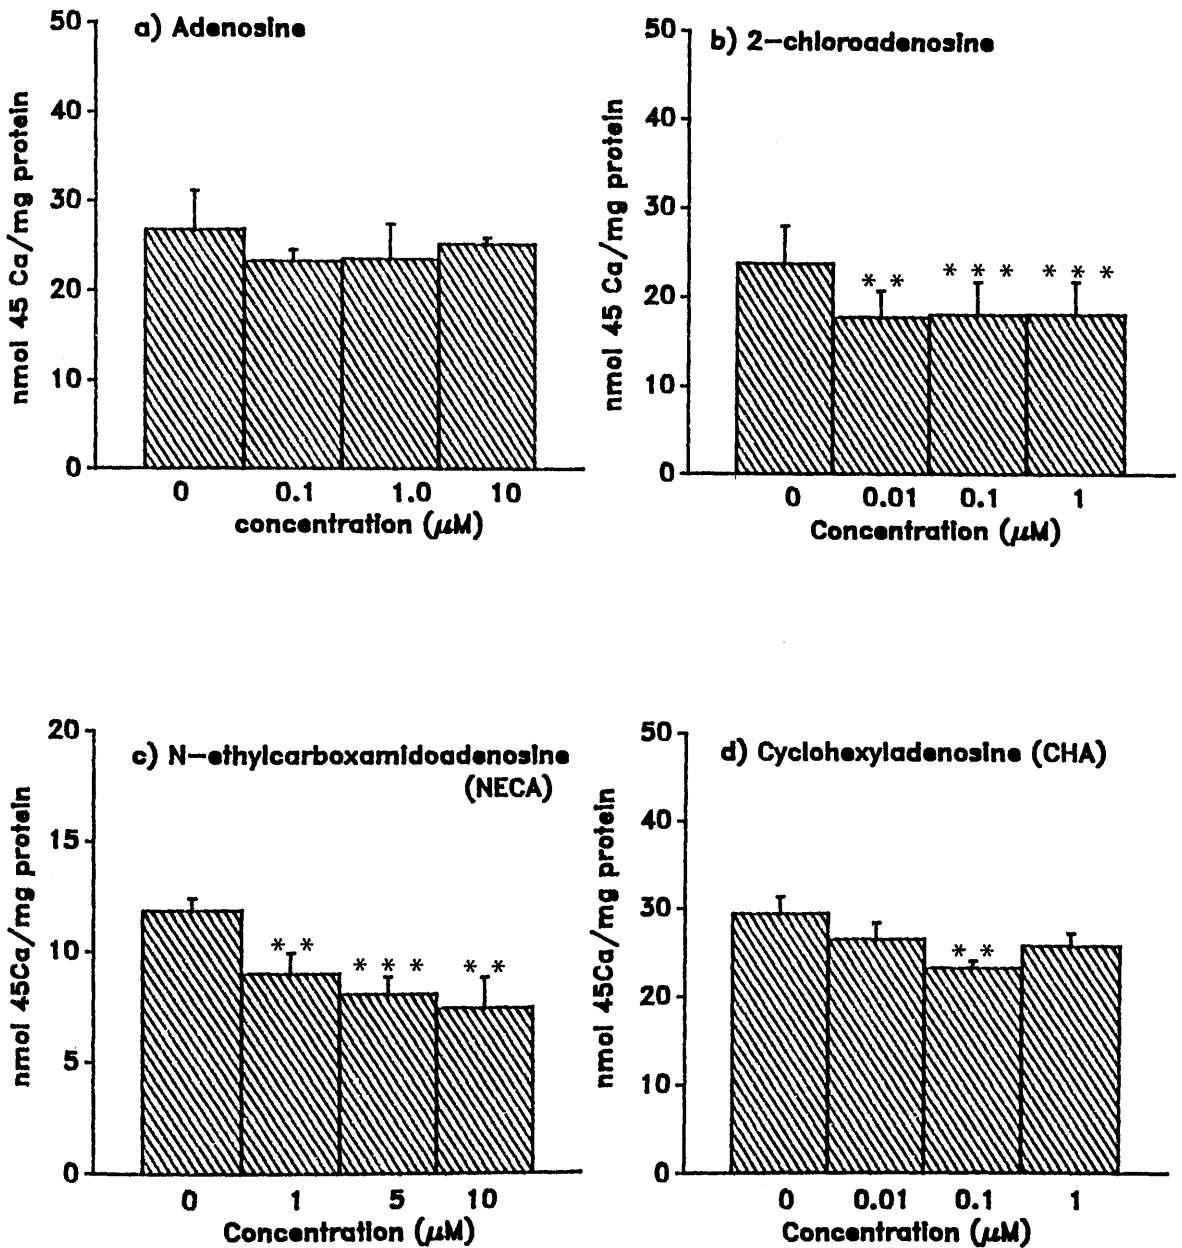 a) Adenosine
50
40
30
20
10
0
nmol 45 Ca/mg protein
0 0.1 1.0 10
concentration (μM)
b) 2-chloroadenosine
50
40
30
20
10
0
nmol 45 Ca/mg protein
* *
* * *
* * *
0 0.01 0.1 1
Concentration (μM)
c) N-ethylcarboxamidoadenosine
(NECA)
20
15
10
5
0
nmol 45Ca/mg protein
* *
* * *
* *
0 1 5 10
Concentration (μM)
d) Cyclohexyladenosine (CHA)
50
40
30
20
10
0
nmol 45Ca/mg protein
* *
0 0.01 0.1 1
Concentration (μM)